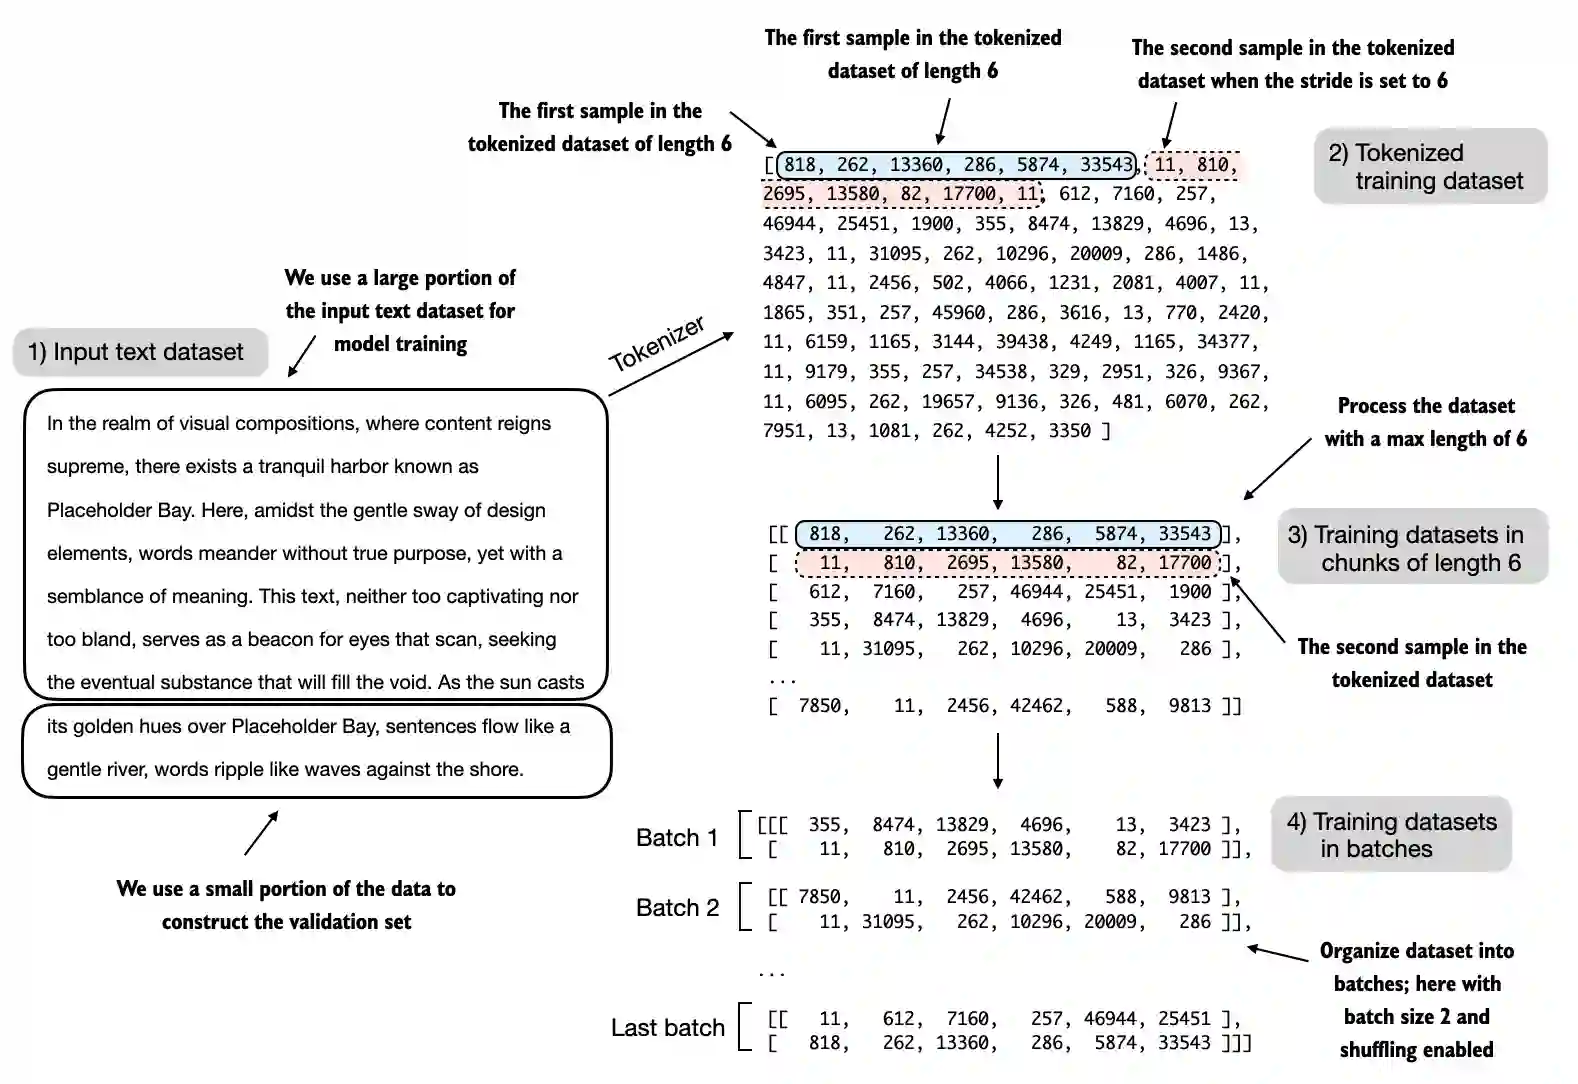 The first sample in the tokenized
dataset of length 6
The second sample in the tokenized
dataset when the stride is set to 6
The first sample in the
tokenized dataset of length 6
[ 818, 262, 13360, 286, 5874, 33543, 11, 810,
2695, 13580, 82, 17700, 11, 612, 7160, 257,
46944, 25451, 1900, 355, 8474, 13829, 4696, 13,
3423, 11, 31095, 262, 10296, 20009, 286, 1486,
4847, 11, 2456, 502, 4066, 1231, 2081, 4007, 11,
1865, 351, 257, 45960, 286, 3616, 13, 770, 2420,
11, 6159, 1165, 3144, 39438, 4249, 1165, 34377,
11, 9179, 355, 257, 34538, 329, 2951, 326, 9367,
11, 6095, 262, 19657, 9136, 326, 481, 6070, 262,
7951, 13, 1081, 262, 4252, 3350 ]
2) Tokenized
training dataset
We use a large portion of
the input text dataset for
model training
1) Input text dataset
Tokenizer
In the realm of visual compositions, where content reigns
supreme, there exists a tranquil harbor known as
Placeholder Bay. Here, amidst the gentle sway of design
elements, words meander without true purpose, yet with a
semblance of meaning. This text, neither too captivating nor
too bland, serves as a beacon for eyes that scan, seeking
the eventual substance that will fill the void. As the sun casts
its golden hues over Placeholder Bay, sentences flow like a
gentle river, words ripple like waves against the shore.
We use a small portion of the data to
construct the validation set
Process the dataset
with a max length of 6
[[ 818, 262, 13360, 286, 5874, 33543 ],
[ 11, 810, 2695, 13580, 82, 17700 ],
[ 612, 7160, 257, 46944, 25451, 1900 ],
[ 355, 8474, 13829, 4696, 13, 3423 ],
[ 11, 31095, 262, 10296, 20009, 286 ],
...
[ 7850, 11, 2456, 42462, 588, 9813 ]]
3) Training datasets in
chunks of length 6
The second sample in the
tokenized dataset
Batch 1
[[[ 355, 8474, 13829, 4696, 13, 3423 ],
[ 11, 810, 2695, 13580, 82, 17700 ]],
Batch 2
[[ 7850, 11, 2456, 42462, 588, 9813 ],
[ 11, 31095, 262, 10296, 20009, 286 ]],
...
Last batch
[[ 11, 612, 7160, 257, 46944, 25451 ],
[ 818, 262, 13360, 286, 5874, 33543 ]]]
4) Training datasets
in batches
Organize dataset into
batches; here with
batch size 2 and
shuffling enabled